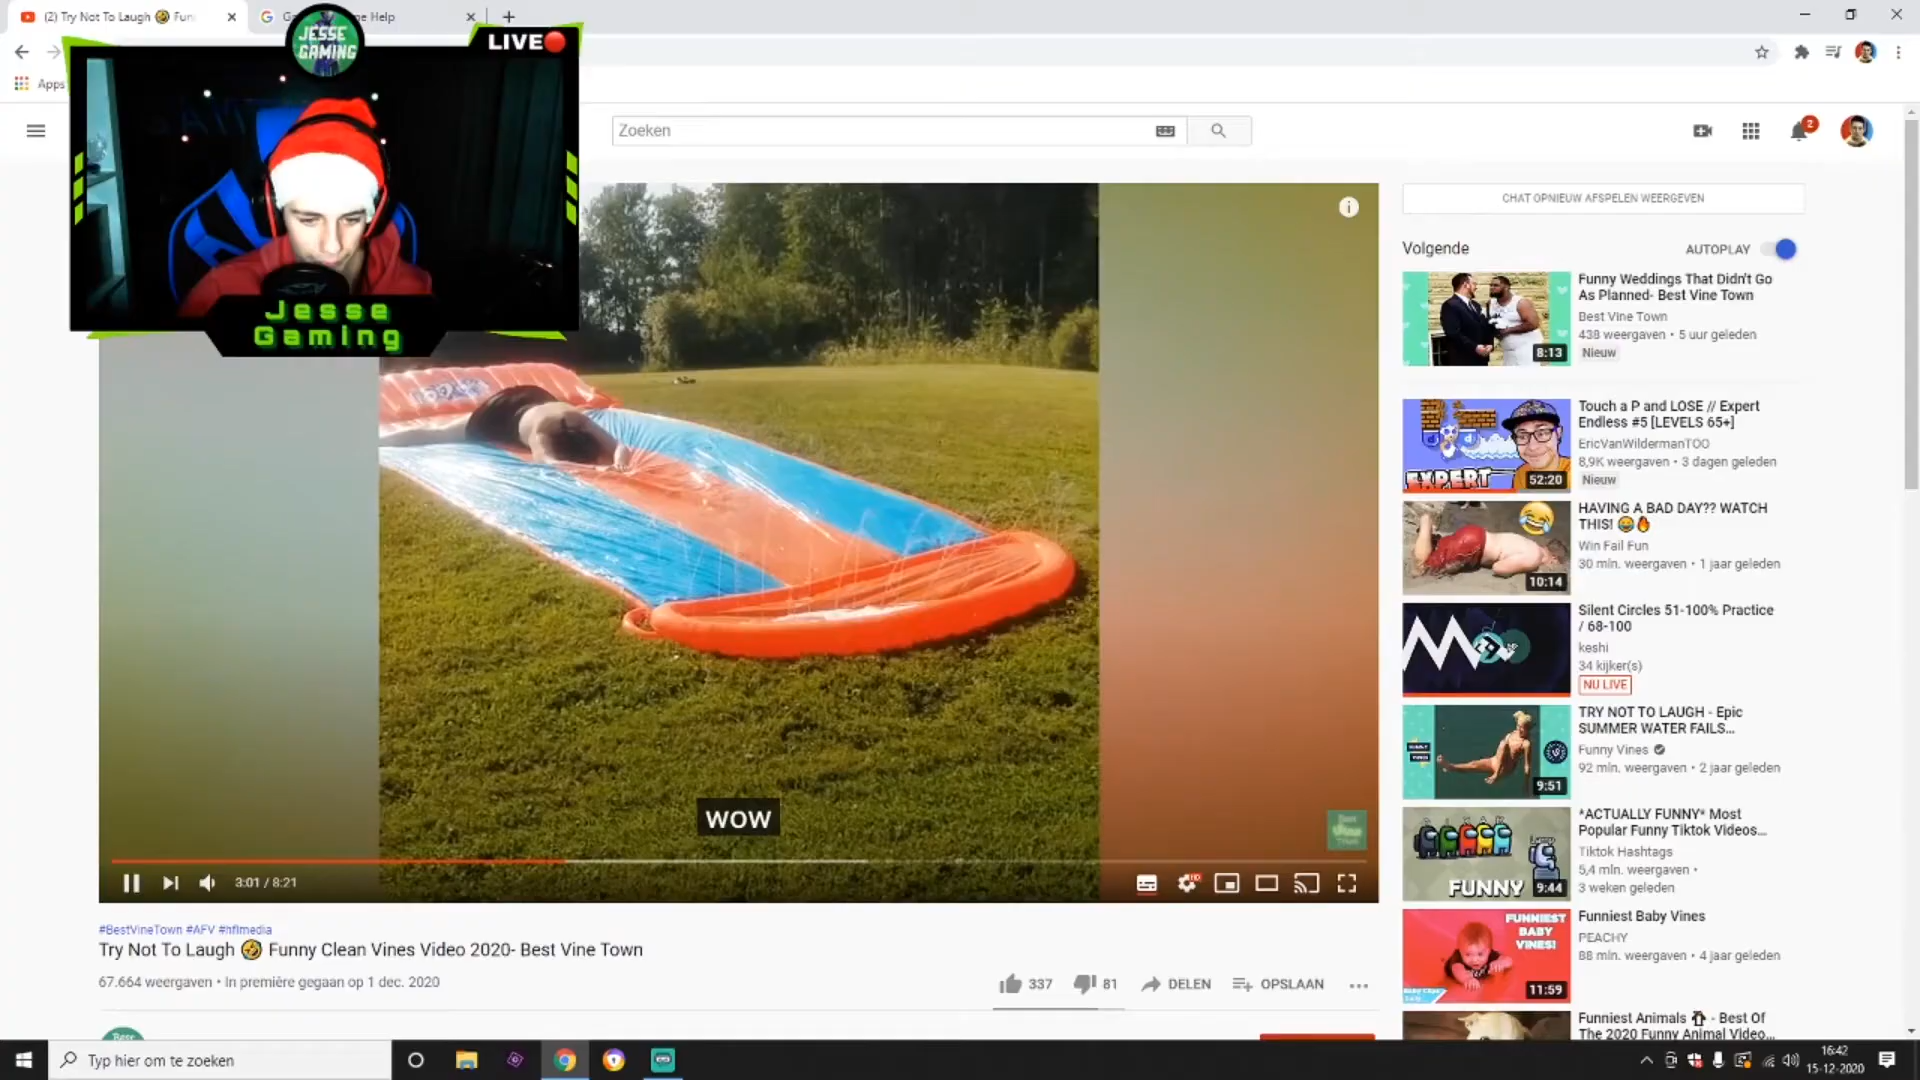 (2) Try Not To Laugh 🤣 Fun
Help
Apps
JESSE
GAMING
LIVE
Jesse
Gaming
Zoeken
2
WOW
3:01 / 8:21
#BestVineTown #AFV #hflmedia
Try Not To Laugh 🤣 Funny Clean Vines Video 2020- Best Vine Town
67.664 weergaven • In première gegaan op 1 dec. 2020
337
81
DELEN
OPSLAAN
CHAT OPNIEUW AFSPELEN WEERGEVEN
Volgende
AUTOPLAY
Funny Weddings That Didn't Go
As Planned- Best Vine Town
Best Vine Town
438 weergaven • 5 uur geleden
Nieuw
8:13
Touch a P and LOSE // Expert
Endless #5 [LEVELS 65+]
EricVanWildermanTOO
8,9K weergaven • 3 dagen geleden
Nieuw
EXPERT
52:20
HAVING A BAD DAY?? WATCH
THIS! 😂🔥
Win Fail Fun
30 mln. weergaven • 1 jaar geleden
10:14
Silent Circles 51-100% Practice
/ 68-100
keshi
34 kijker(s)
NU LIVE
TRY NOT TO LAUGH - Epic
SUMMER WATER FAILS...
Funny Vines
92 mln. weergaven • 2 jaar geleden
9:51
*ACTUALLY FUNNY* Most
Popular Funny Tiktok Videos...
Tiktok Hashtags
5,4 mln. weergaven •
3 weken geleden
FUNNY
9:44
Funniest Baby Vines
PEACHY
88 mln. weergaven • 4 jaar geleden
FUNNIEST
BABY
VINES!
11:59
Funniest Animals 🐧 - Best Of
The 2020 Funny Animal Video...
Typ hier om te zoeken
16:42
15-12-2020